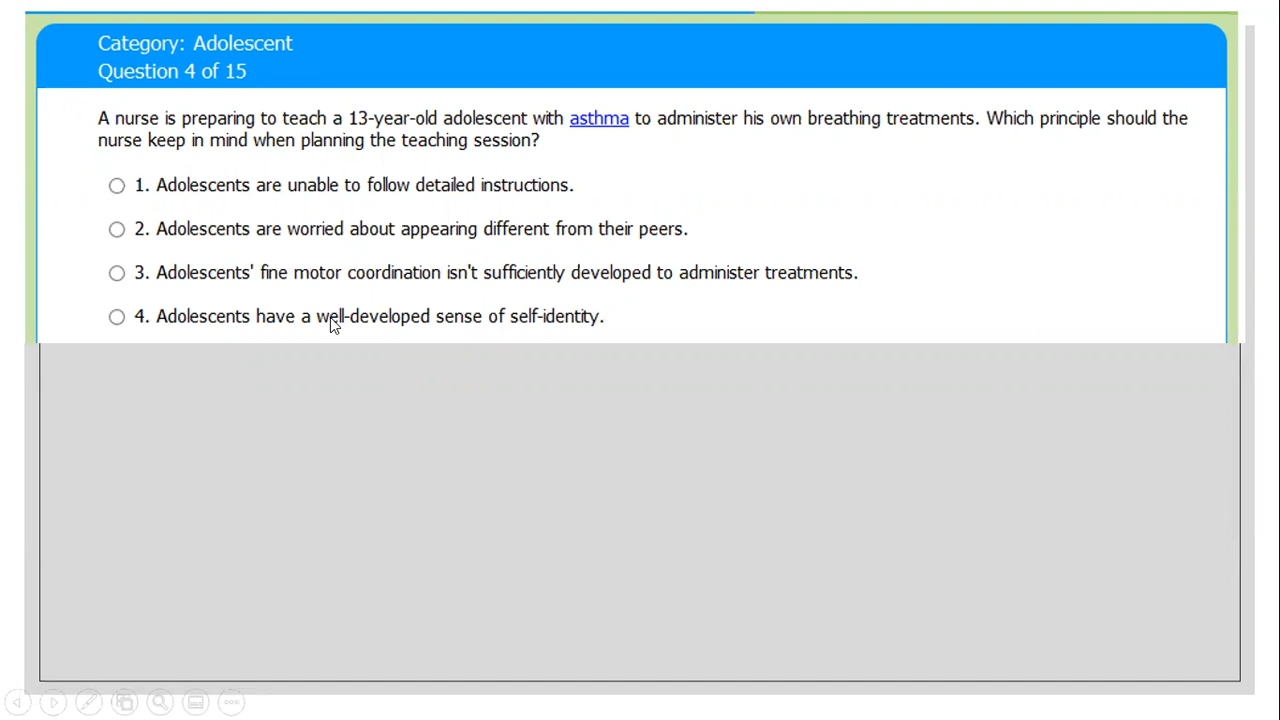 Category: Adolescent
Question 4 of 15
A nurse is preparing to teach a 13-year-old adolescent with asthma to administer his own breathing treatments. Which principle should the
nurse keep in mind when planning the teaching session?
1. Adolescents are unable to follow detailed instructions.
2. Adolescents are worried about appearing different from their peers.
3. Adolescents' fine motor coordination isn't sufficiently developed to administer treatments.
4. Adolescents have a well-developed sense of self-identity.